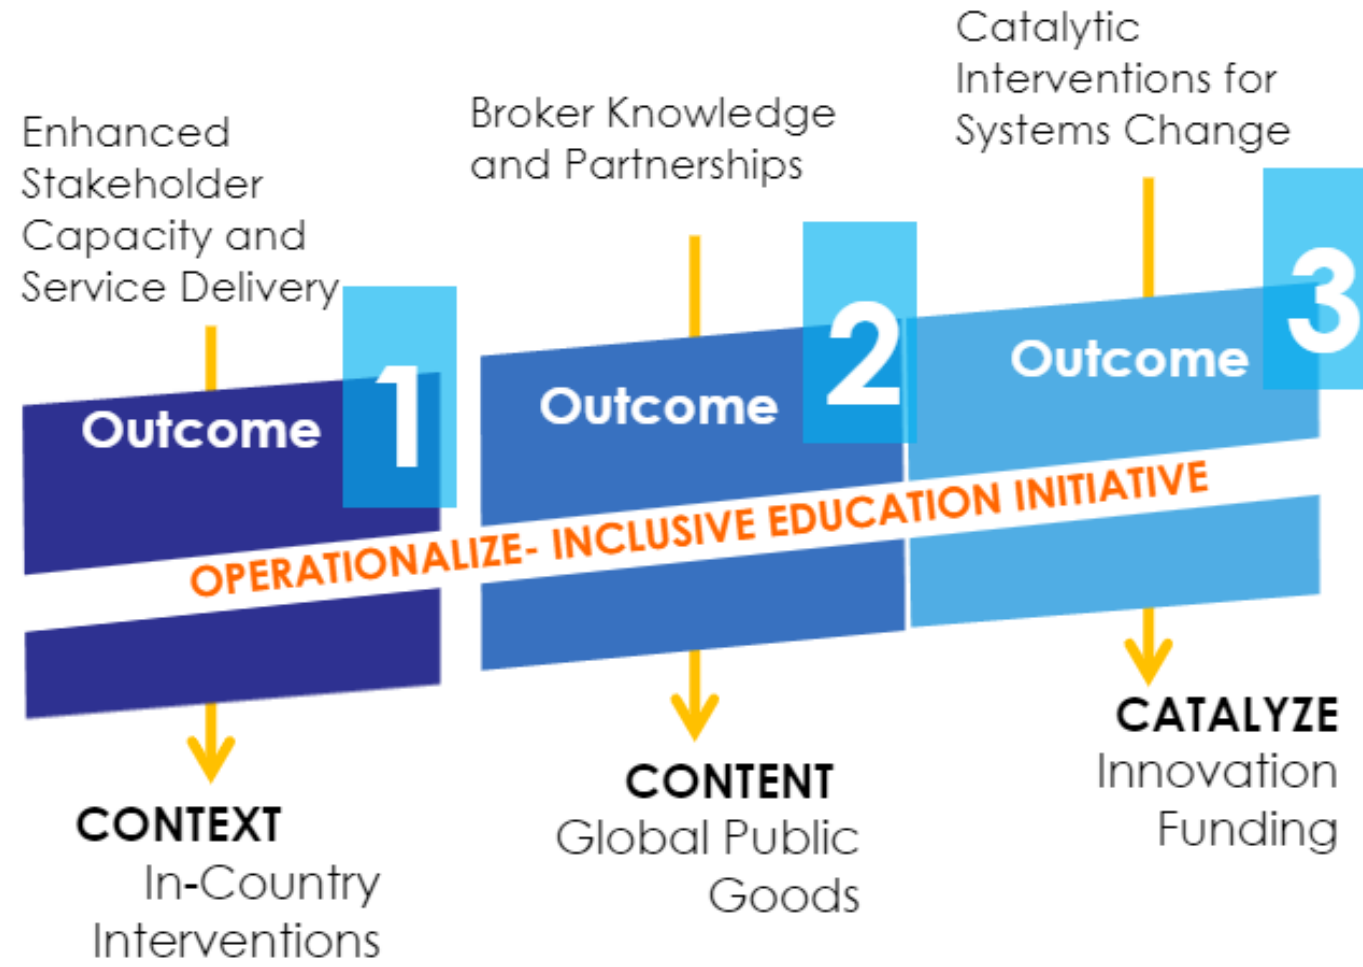 Enhanced
Stakeholder
Capacity and
Service Delivery
Broker Knowledge
and Partnerships
Catalytic
Interventions for
Systems Change
Outcome 1
Outcome 2
Outcome 3
OPERATIONALIZE- INCLUSIVE EDUCATION INITIATIVE
CONTEXT
In-Country
Interventions
CONTENT
Global Public
Goods
CATALYZE
Innovation
Funding